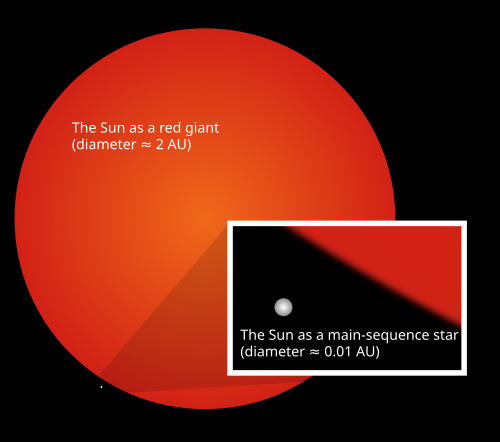 The Sun as a red giant
(diameter ≈ 2 AU)
The Sun as a main-sequence star
(diameter ≈ 0.01 AU)